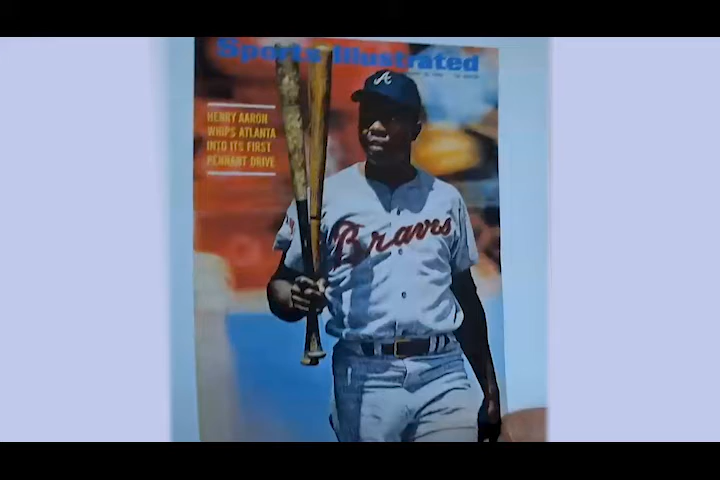 Sports Illustrated
HENRY AARON
WHIPS ATLANTA
INTO ITS FIRST
PENNANT DRIVE
A
Braves